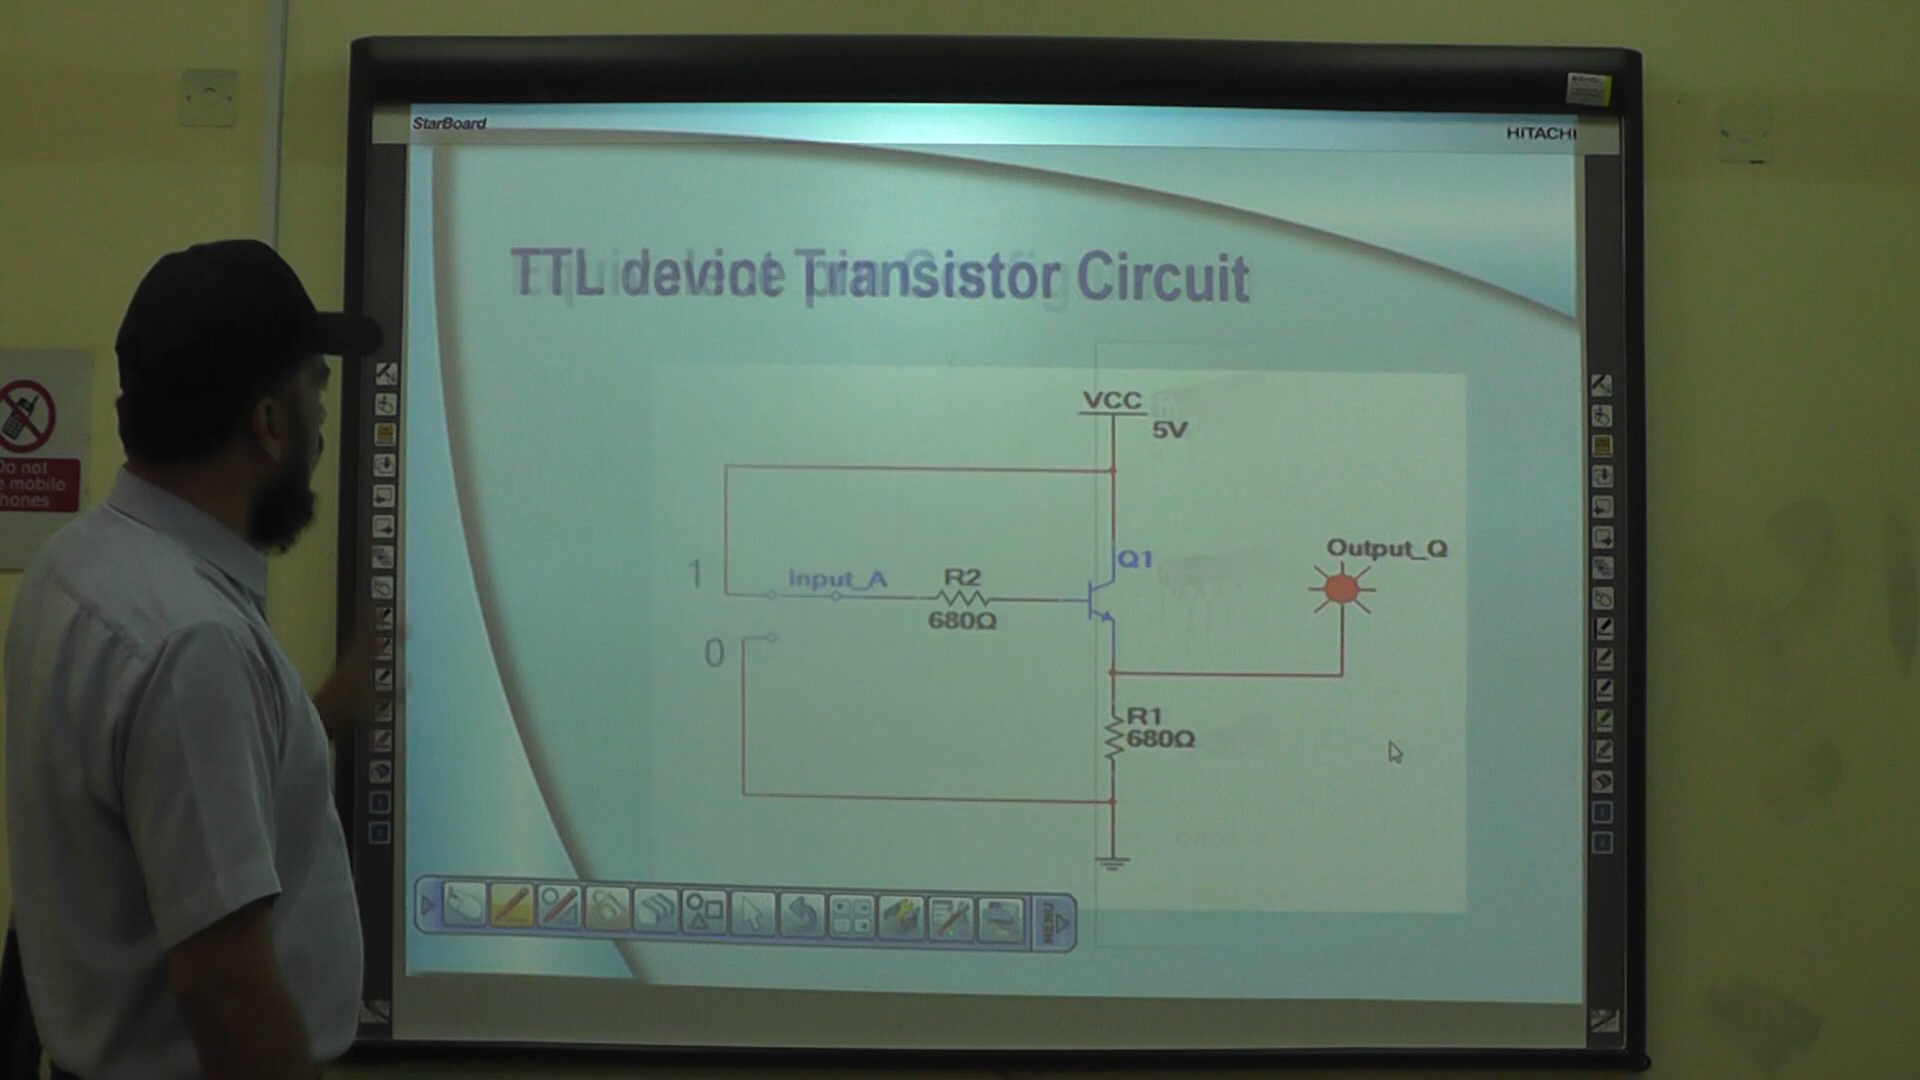 StarBoard
HITACHI
TTL device Transistor Circuit
VCC
5V
Q1
Output_Q
1
Input_A
R2
680Ω
0
R1
680Ω
MENU
Do not
mobile